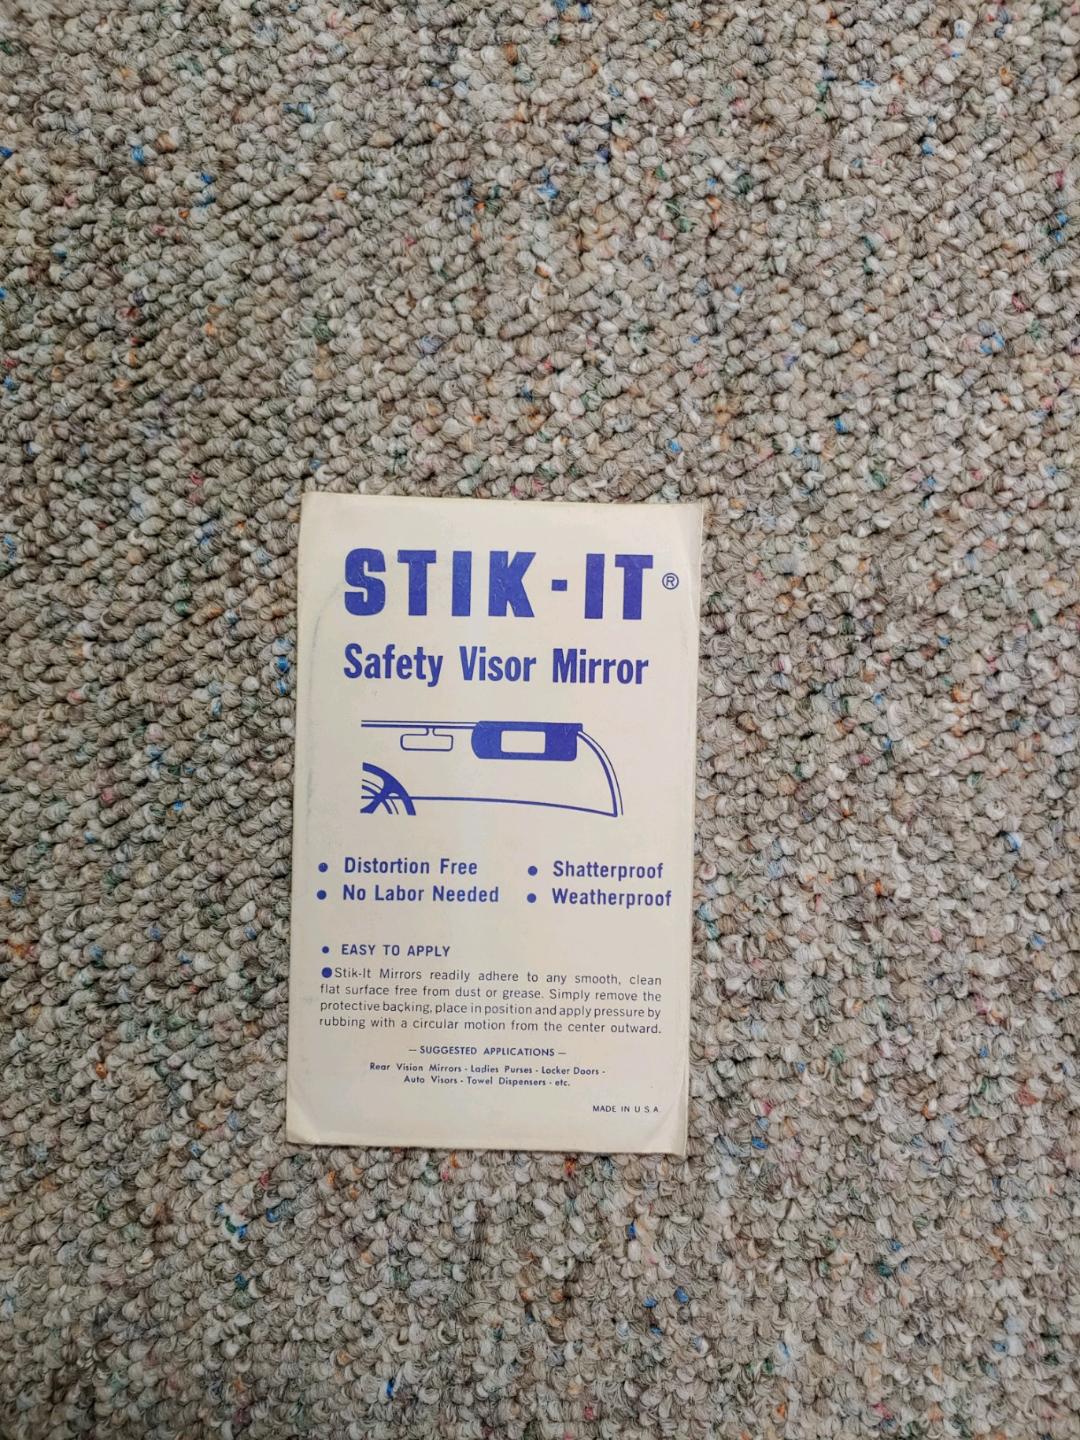 STIK-IT®
Safety Visor Mirror
• Distortion Free • Shatterproof
• No Labor Needed • Weatherproof
• EASY TO APPLY
•Stik-It Mirrors readily adhere to any smooth, clean
flat surface free from dust or grease. Simply remove the
protective backing, place in position and apply pressure by
rubbing with a circular motion from the center outward.
— SUGGESTED APPLICATIONS —
Rear Vision Mirrors - Ladies Purses - Locker Doors -
Auto Visors - Towel Dispensers - etc.
MADE IN U S A